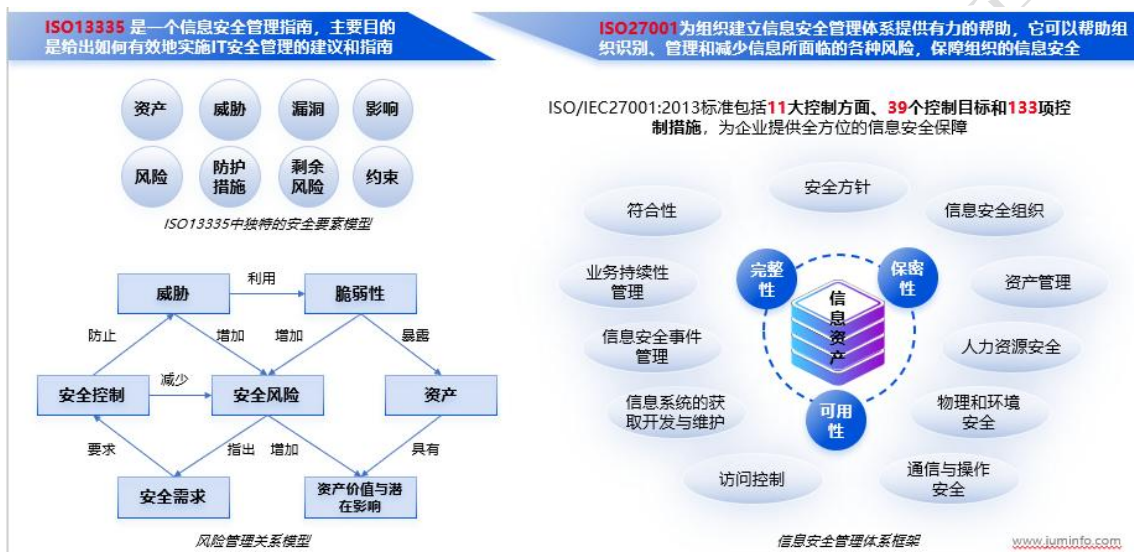 ISO13335 是一个信息安全管理指南，主要目的
是给出如何有效地实施IT安全管理的建议和指南
资产
威胁
漏洞
影响
风险
防护
措施
剩余
风险
约束
ISO13335中独特的安全要素模型
威胁
利用
脆弱性
防止
增加
增加
暴露
安全控制
减少
安全风险
资产
要求
指出
增加
具有
安全需求
资产价值与潜
在影响
风险管理关系模型
ISO27001为组织建立信息安全管理体系提供有力的帮助，它可以帮助组
织识别、管理和减少信息所面临的各种风险，保障组织的信息安全
ISO/IEC27001:2013标准包括11大控制方面、39个控制目标和133项控
制措施，为企业提供全方位的信息安全保障
安全方针
符合性
信息安全组织
业务持续性
管理
完整
性
保密
性
资产管理
信息资产
信息安全事件
管理
人力资源安全
信息系统的获
取开发与维护
可用
性
物理和环境
安全
访问控制
通信与操作
安全
信息安全管理体系框架
www.juminfo.com